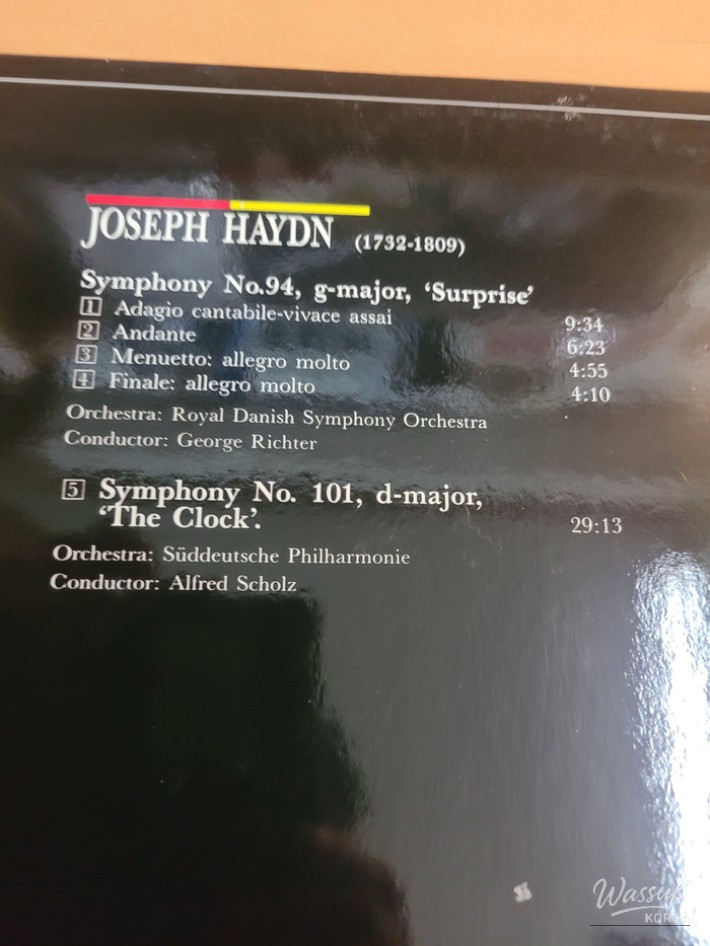 JOSEPH HAYDN (1732-1809)
Symphony No.94, g-major, ‘Surprise’
1 Adagio cantabile-vivace assai 9:34
2 Andante 6:23
3 Menuetto: allegro molto 4:55
4 Finale: allegro molto 4:10
Orchestra: Royal Danish Symphony Orchestra
Conductor: George Richter
5 Symphony No. 101, d-major,
‘The Clock’. 29:13
Orchestra: Süddeutsche Philharmonie
Conductor: Alfred Scholz